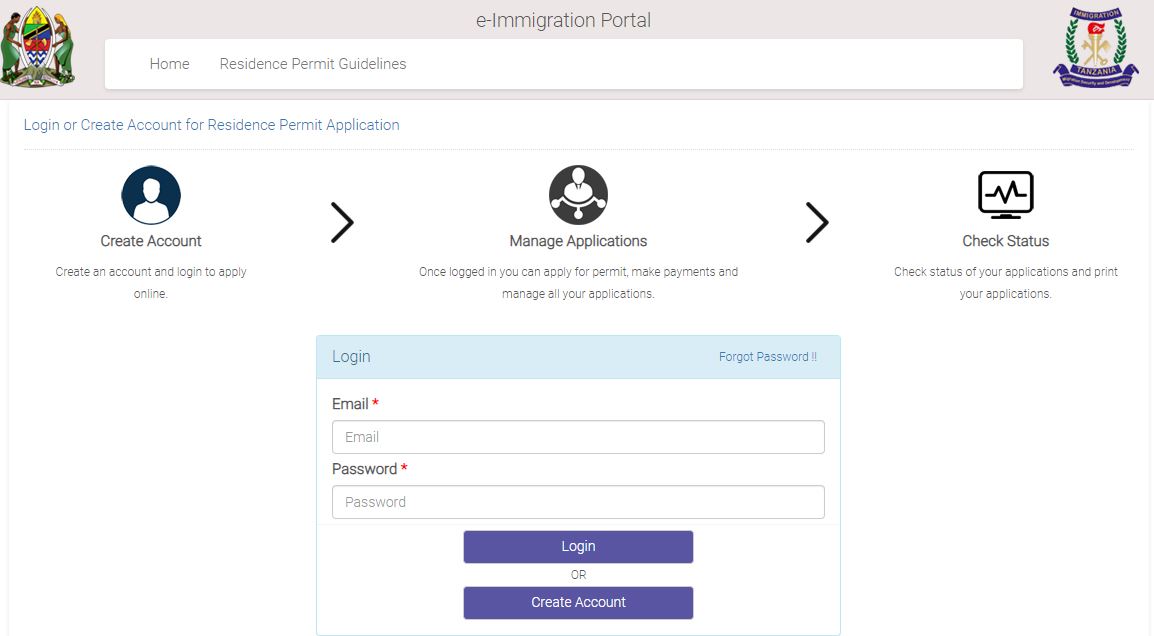 e-Immigration Portal
IMMIGRATION
TANZANIA
Home
Residence Permit Guidelines
Login or Create Account for Residence Permit Application
Create Account
Create an account and login to apply
online.
Manage Applications
Once logged in you can apply for permit, make payments and
manage all your applications.
Check Status
Check status of your applications and print
your applications.
Login
Forgot Password !!
Email *
Email
Password *
Password
Login
OR
Create Account